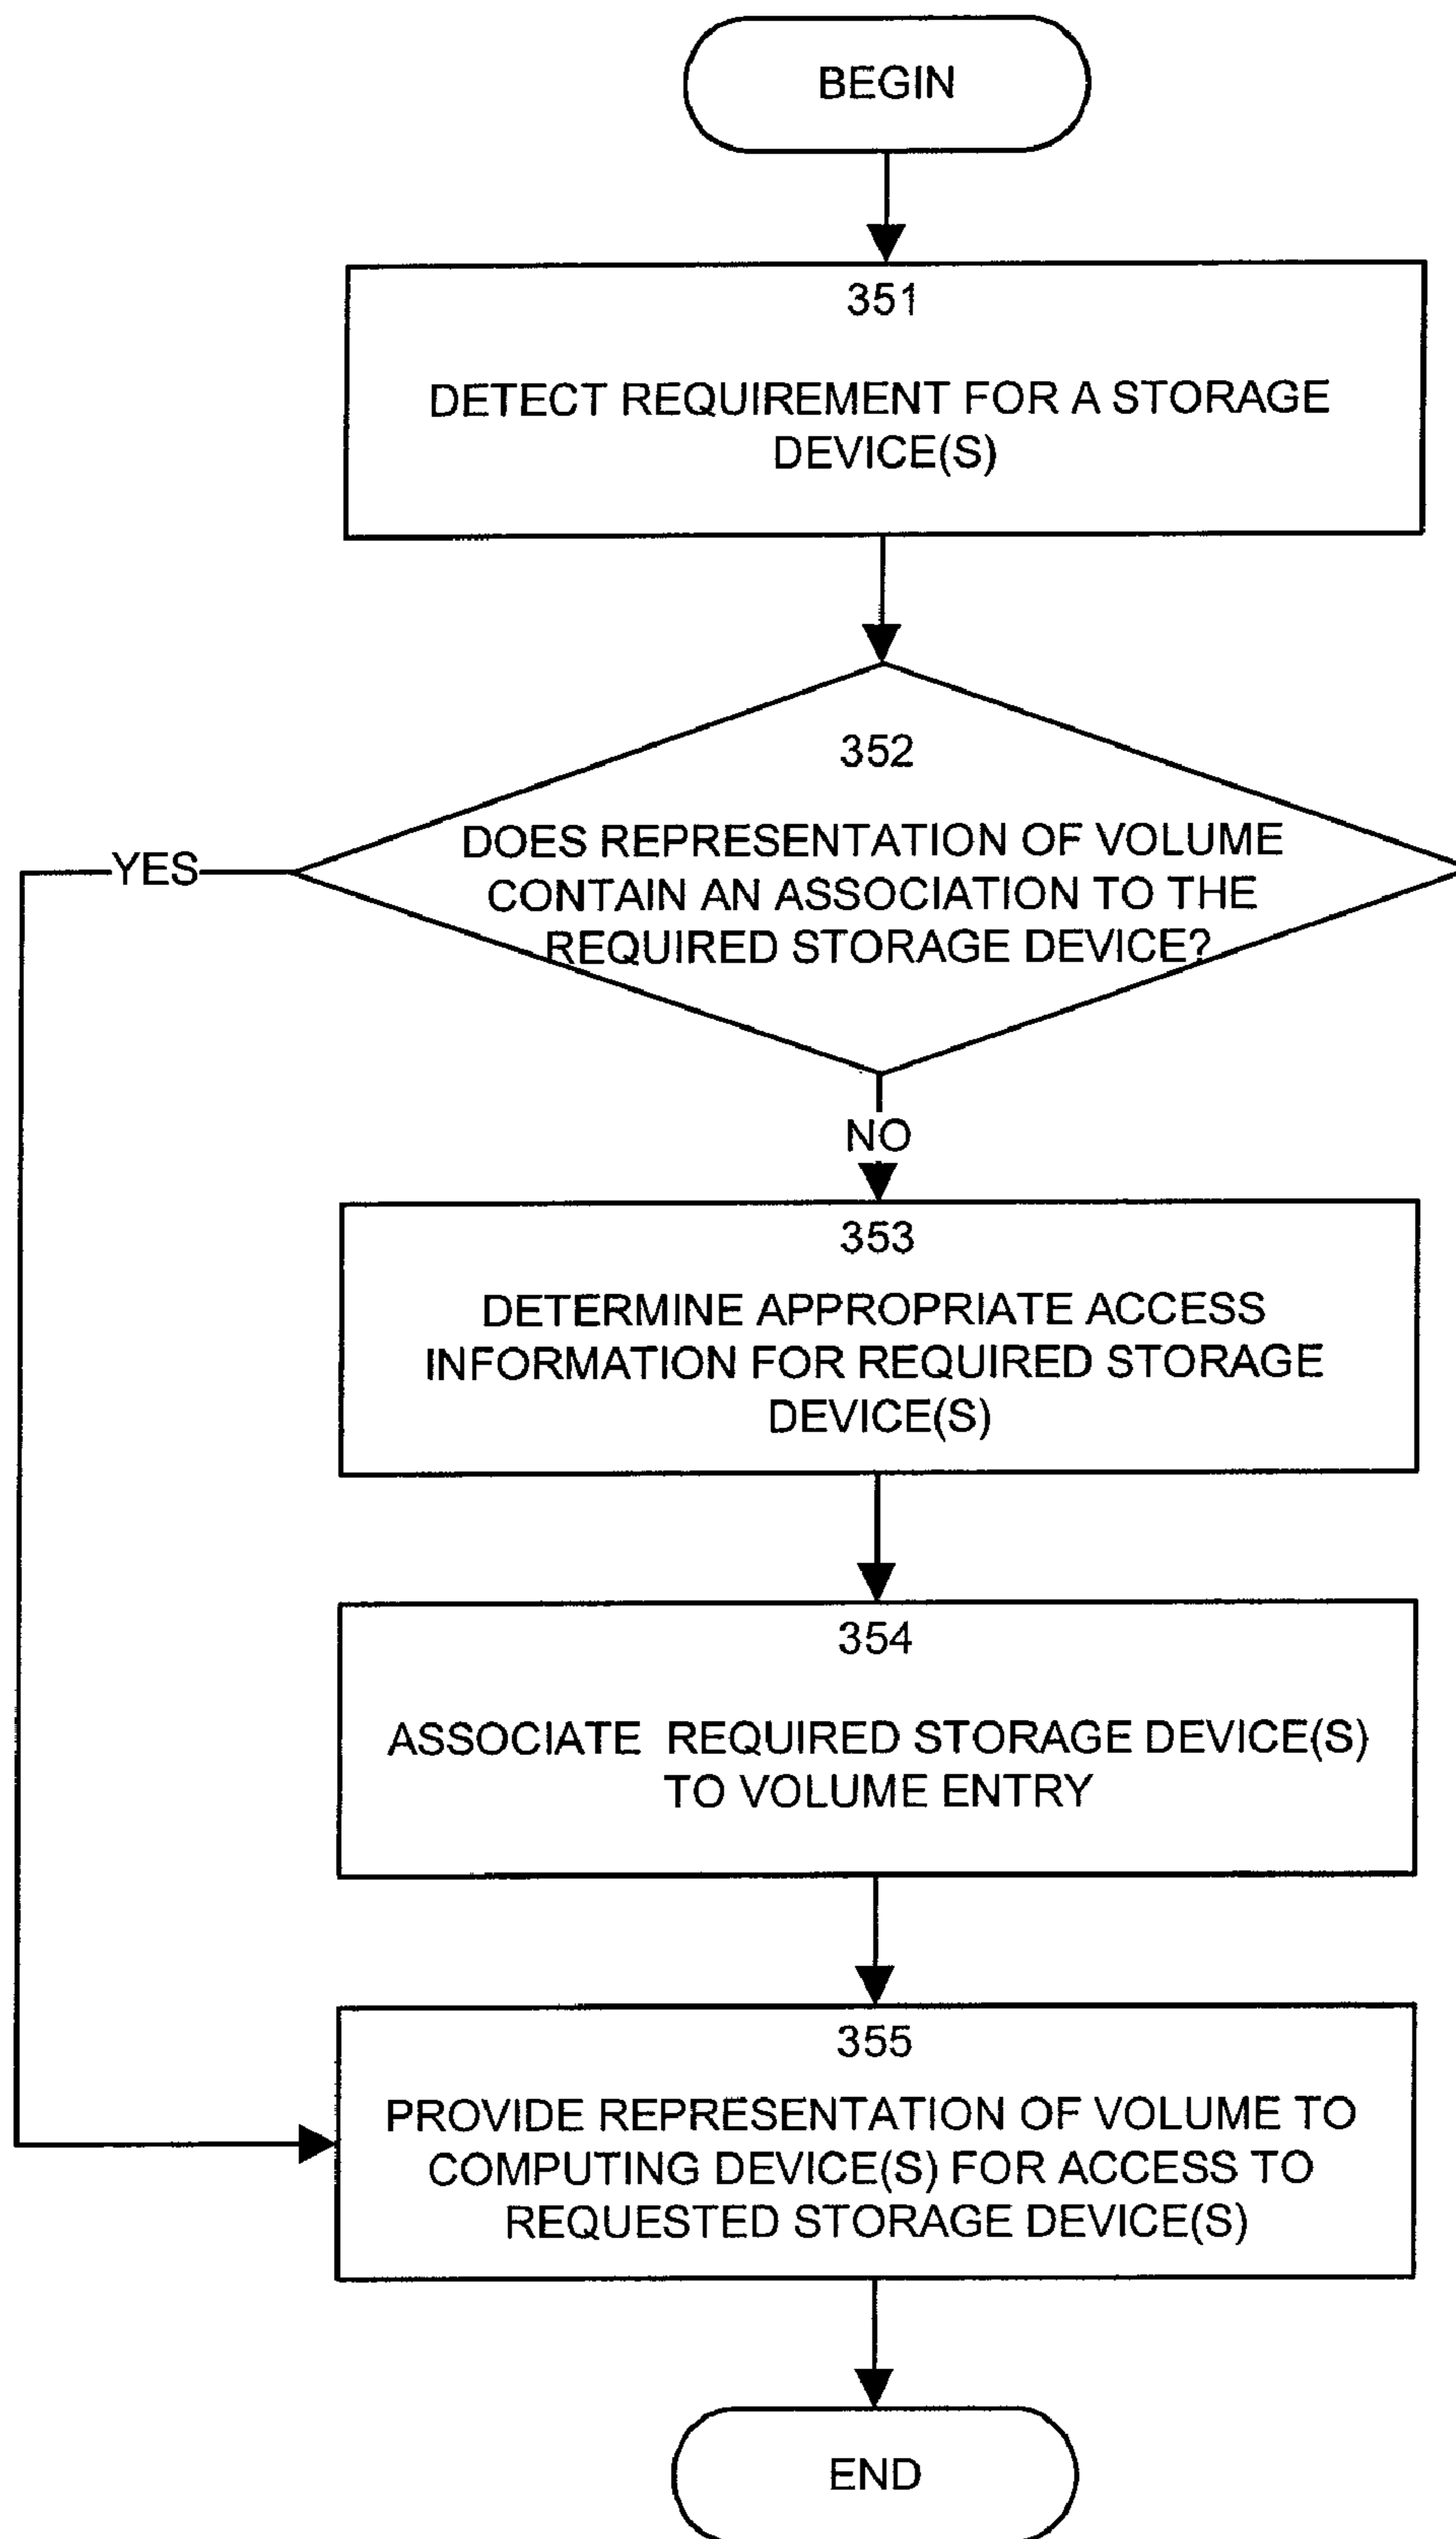 BEGIN
351
DETECT REQUIREMENT FOR A STORAGE
DEVICE(S)
352
DOES REPRESENTATION OF VOLUME
CONTAIN AN ASSOCIATION TO THE
REQUIRED STORAGE DEVICE?
YES
NO
353
DETERMINE APPROPRIATE ACCESS
INFORMATION FOR REQUIRED STORAGE
DEVICE(S)
354
ASSOCIATE REQUIRED STORAGE DEVICE(S)
TO VOLUME ENTRY
355
PROVIDE REPRESENTATION OF VOLUME TO
COMPUTING DEVICE(S) FOR ACCESS TO
REQUESTED STORAGE DEVICE(S)
END